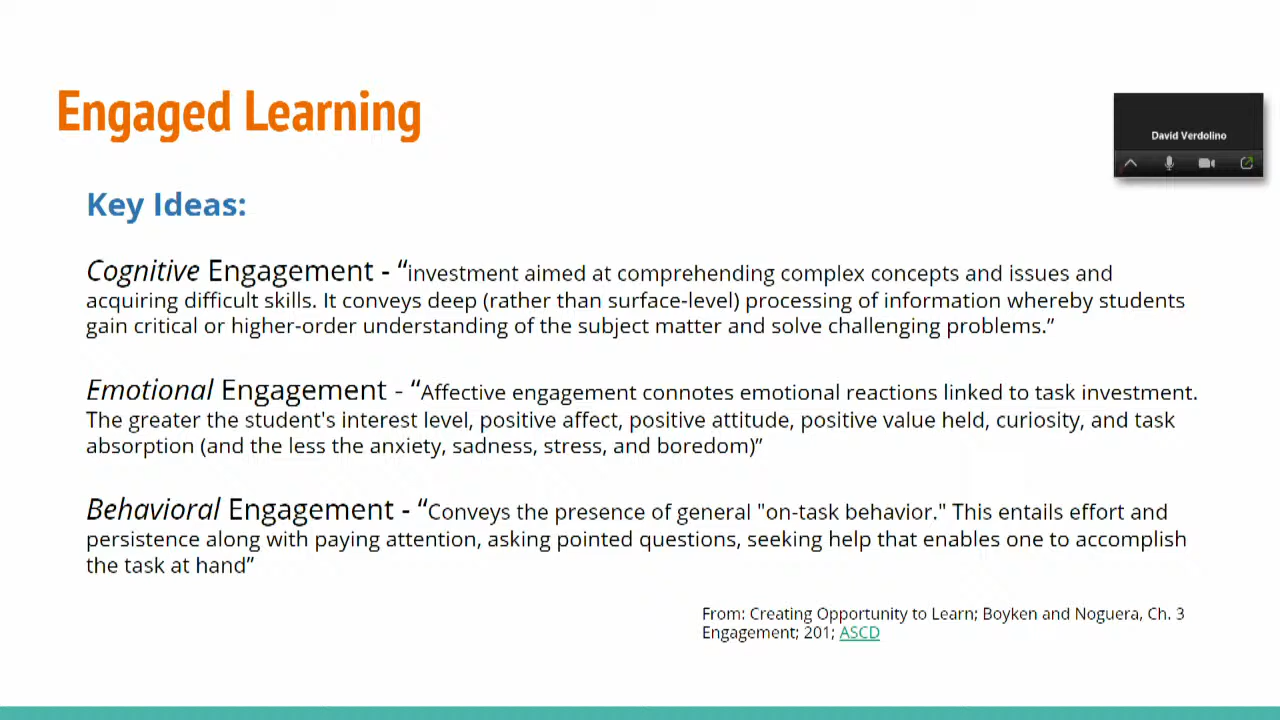 Engaged Learning
David Verdolino
Key Ideas:
Cognitive Engagement - “investment aimed at comprehending complex concepts and issues and
acquiring difficult skills. It conveys deep (rather than surface-level) processing of information whereby students
gain critical or higher-order understanding of the subject matter and solve challenging problems.”
Emotional Engagement - “Affective engagement connotes emotional reactions linked to task investment.
The greater the student's interest level, positive affect, positive attitude, positive value held, curiosity, and task
absorption (and the less the anxiety, sadness, stress, and boredom)”
Behavioral Engagement - “Conveys the presence of general "on-task behavior." This entails effort and
persistence along with paying attention, asking pointed questions, seeking help that enables one to accomplish
the task at hand”
From: Creating Opportunity to Learn; Boyken and Noguera, Ch. 3
Engagement; 201; ASCD